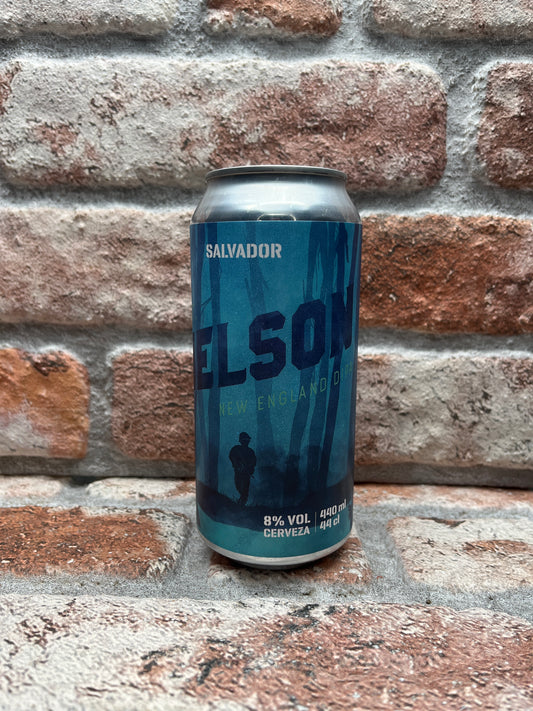 SALVADOR
ELSON
NEW ENGLAND D
8% VOL. 440 ml
CERVEZA 44 cl